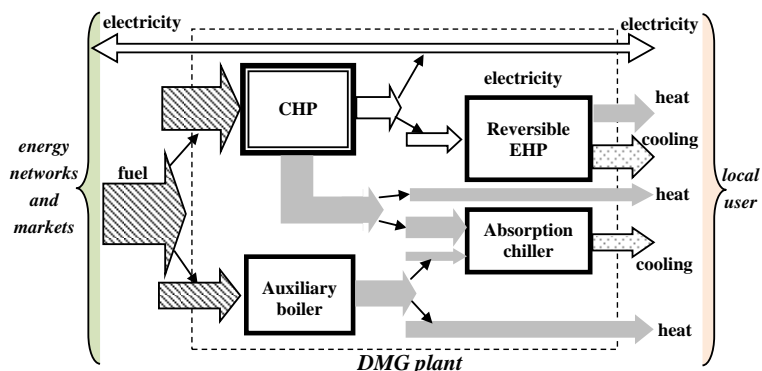 electricity
electricity
CHP
electricity
heat
Reversible
EHP
cooling
energy
networks
and
markets
fuel
heat
local
user
Absorption
chiller
cooling
Auxiliary
boiler
heat
DMG plant